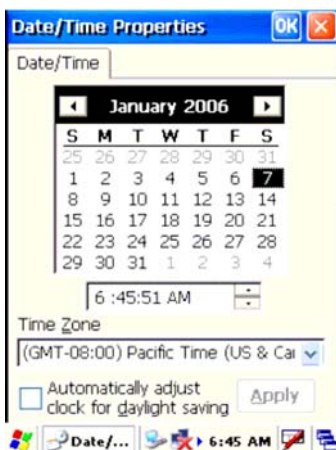 Date/Time Properties OK ×
Date/Time
January 2006
S M T W T F S
25 26 27 28 29 30 31
1 2 3 4 5 6 7
8 9 10 11 12 13 14
15 16 17 18 19 20 21
22 23 24 25 26 27 28
29 30 31 1 2 3 4
6 :45:51 AM
Time Zone
(GMT-08:00) Pacific Time (US & Ca
Automatically adjust
clock for daylight saving
Apply
Date/... 6:45 AM